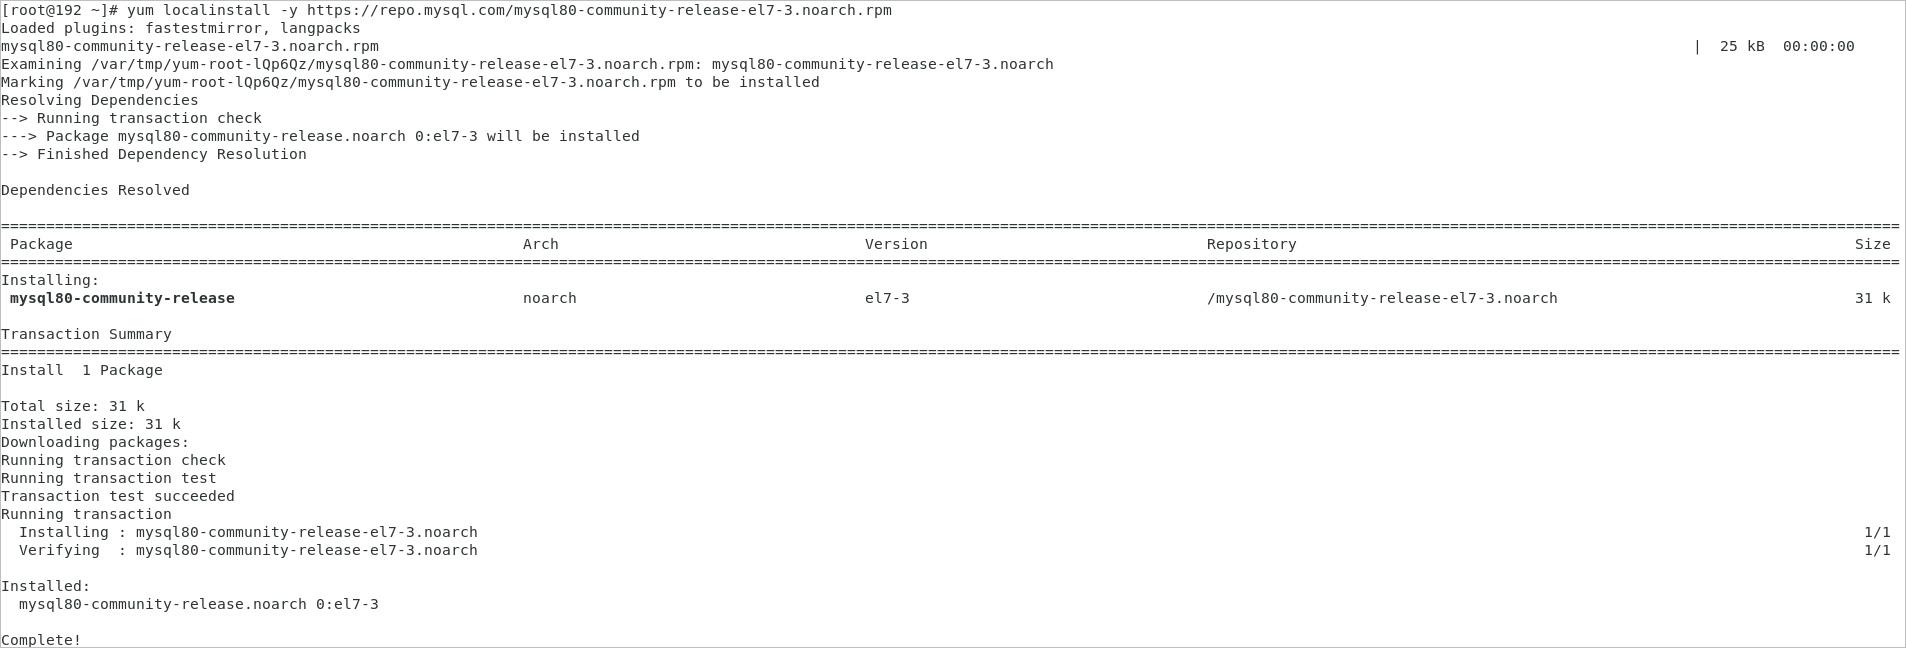 [root@192 ~]# yum localinstall -y https://repo.mysql.com/mysql80-community-release-el7-3.noarch.rpm
Loaded plugins: fastestmirror, langpacks
mysql80-community-release-el7-3.noarch.rpm | 25 kB 00:00:00
Examining /var/tmp/yum-root-lQp6Qz/mysql80-community-release-el7-3.noarch.rpm: mysql80-community-release-el7-3.noarch
Marking /var/tmp/yum-root-lQp6Qz/mysql80-community-release-el7-3.noarch.rpm to be installed
Resolving Dependencies
--> Running transaction check
---> Package mysql80-community-release.noarch 0:el7-3 will be installed
--> Finished Dependency Resolution

Dependencies Resolved

================================================================================
Package Arch Version Repository Size
================================================================================
Installing:
mysql80-community-release noarch el7-3 /mysql80-community-release-el7-3.noarch 31 k

Transaction Summary
================================================================================
Install  1 Package

Total size: 31 k
Installed size: 31 k
Downloading packages:
Running transaction check
Running transaction test
Transaction test succeeded
Running transaction
  Installing : mysql80-community-release-el7-3.noarch 1/1
  Verifying  : mysql80-community-release-el7-3.noarch 1/1

Installed:
  mysql80-community-release.noarch 0:el7-3

Complete!